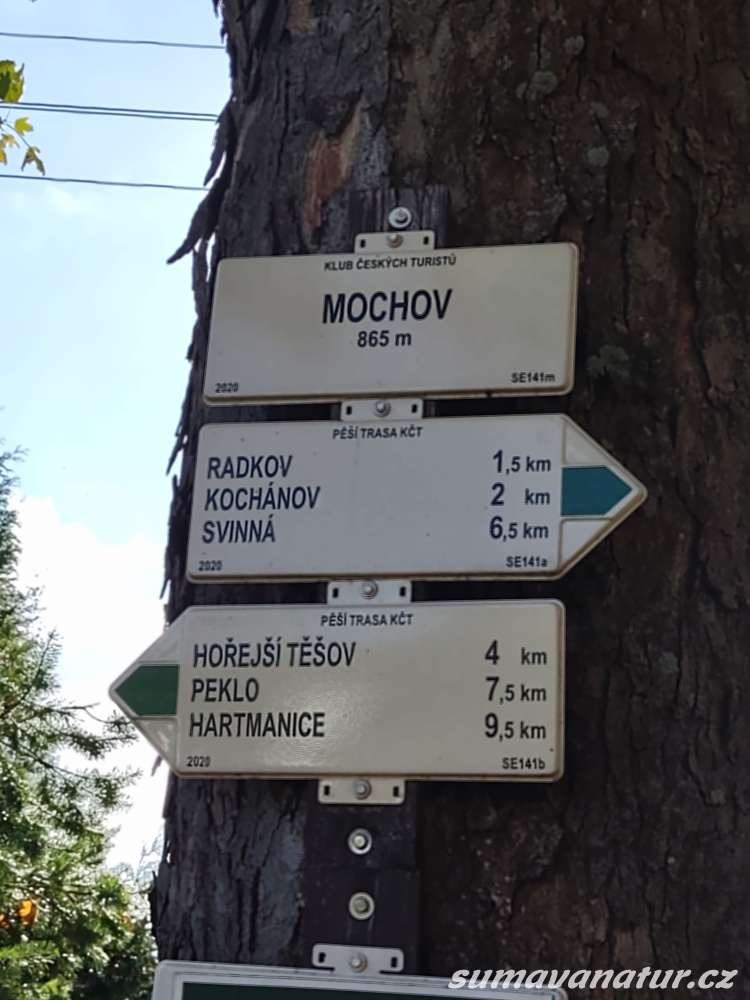 KLUB ČESKÝCH TURISTŮ
MOCHOV
865 m
2020 SE141m
PĚŠÍ TRASA KČT
RADKOV 1,5 km
KOCHÁNOV 2 km
SVINNÁ 6,5 km
2020 SE141a
PĚŠÍ TRASA KČT
HOŘEJŠÍ TĚŠOV 4 km
PEKLO 7,5 km
HARTMANICE 9,5 km
2020 SE141b
sumavanatur.cz